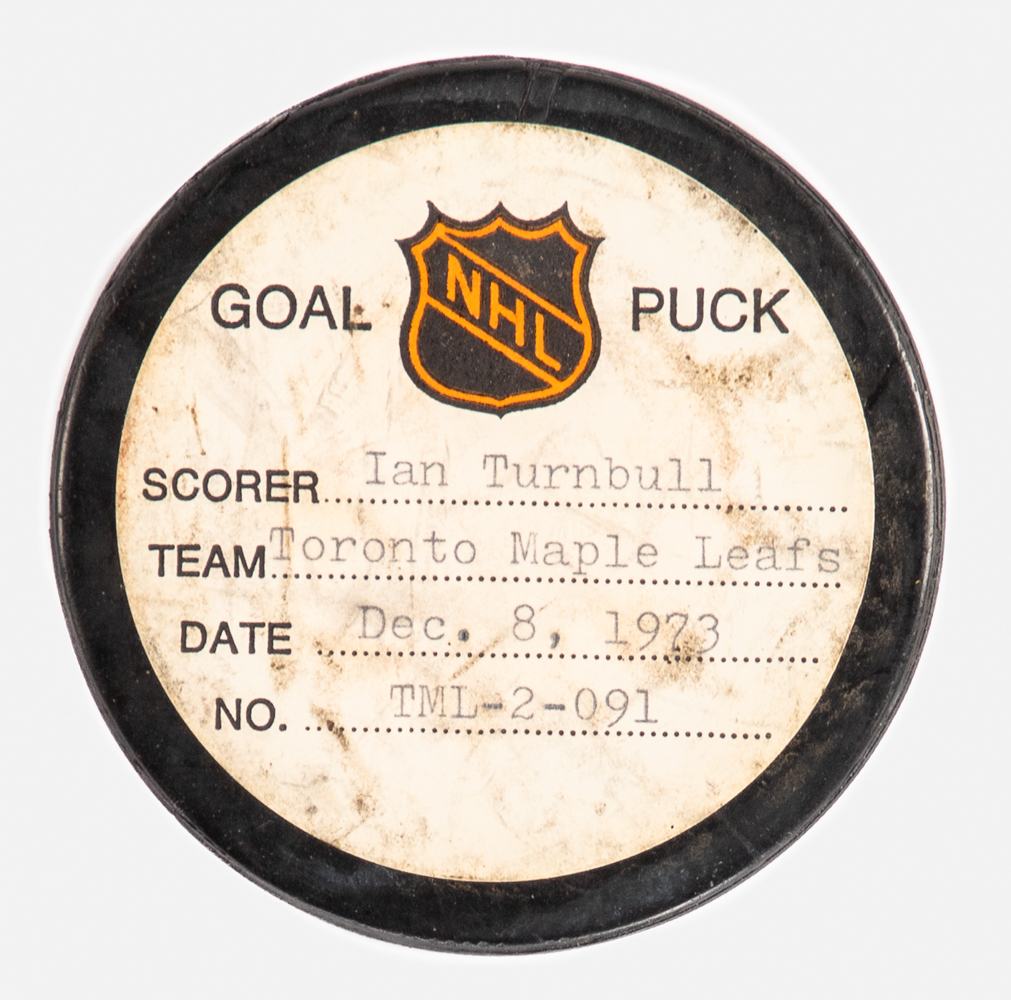 GOAL NHL PUCK
SCORER Ian Turnbull
TEAM Toronto Maple Leafs
DATE Dec. 8, 1973
NO. TML-2-091